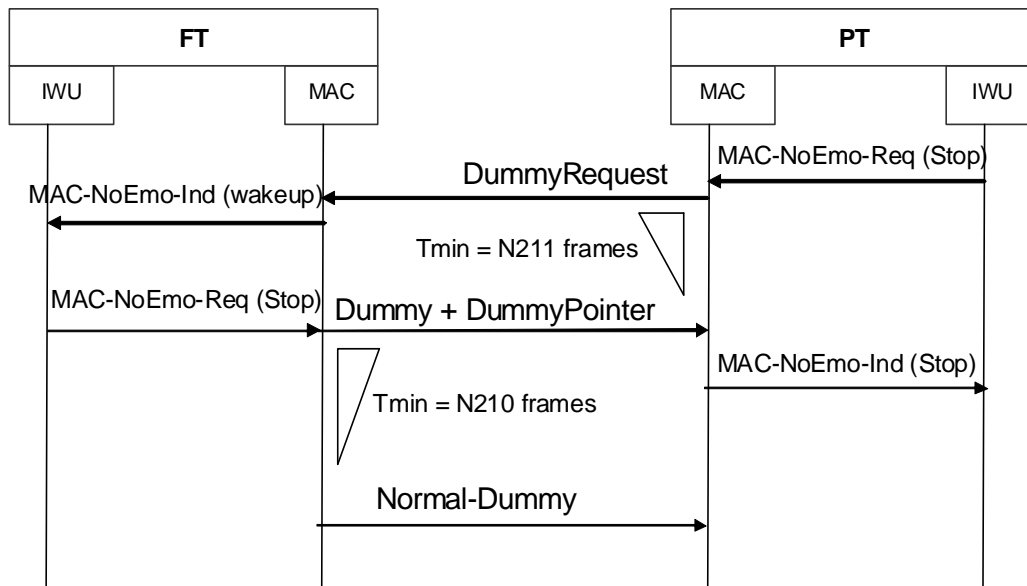 FT
PT
IWU
MAC
MAC
IWU
MAC-NoEmo-Req (Stop)
DummyRequest
MAC-NoEmo-Ind (wakeup)
Tmin = N211 frames
MAC-NoEmo-Req (Stop)
Dummy + DummyPointer
MAC-NoEmo-Ind (Stop)
Tmin = N210 frames
Normal-Dummy